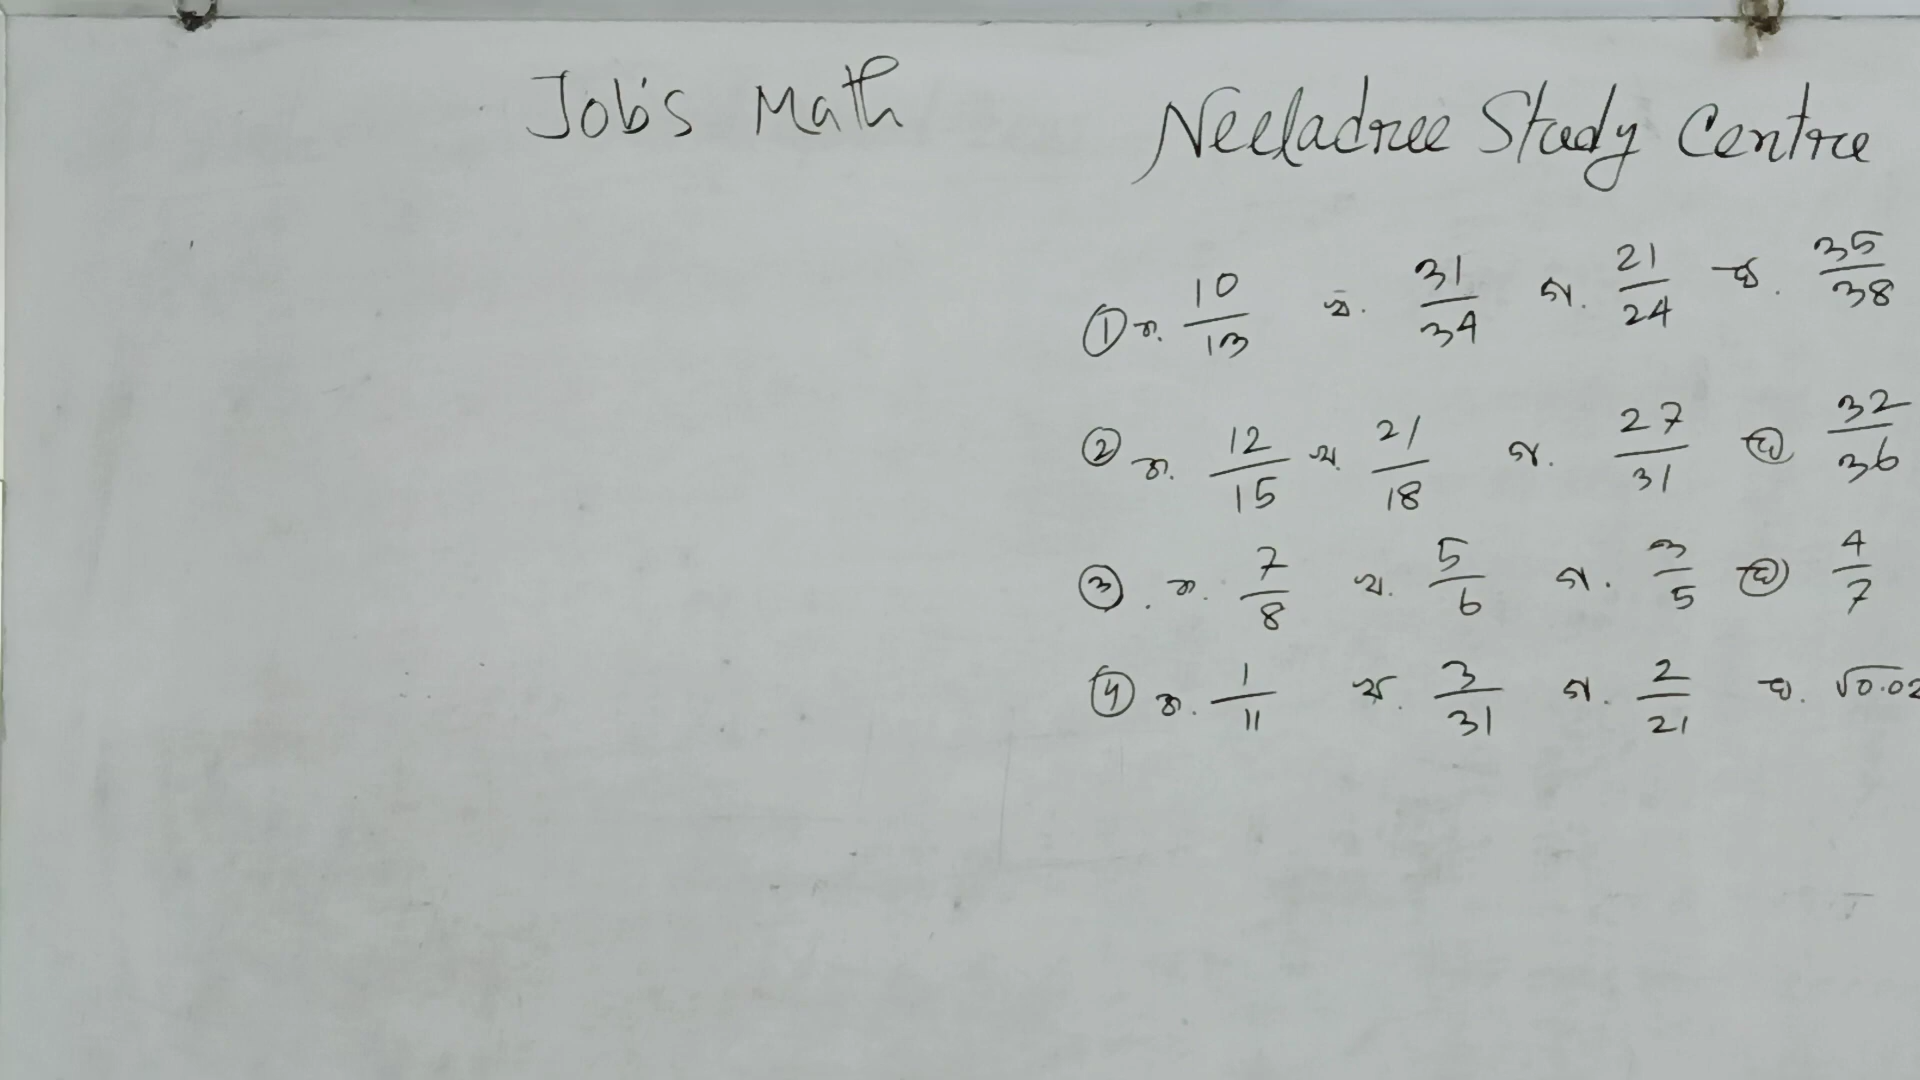 Job's Math
Neeladree Study Centre
① ক. 10/13 খ. 31/34 গ. 21/24 ঘ. 35/38
② ক. 12/15 খ. 21/18 গ. 27/31 ঘ 32/36
③. ক. 7/8 খ. 5/6 গ. 3/5 ঘ 4/7
④ ক. 1/11 খ. 3/31 গ. 2/21 ঘ. √0.02